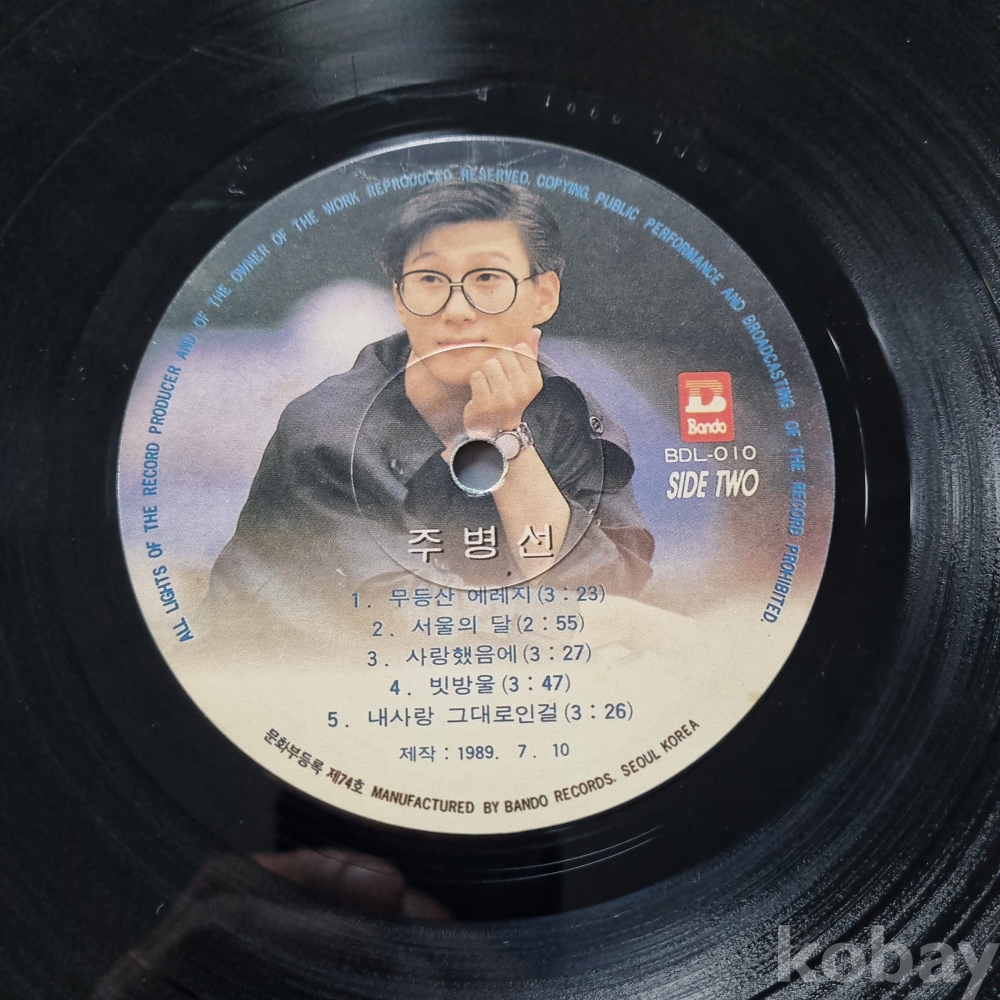 ALL LIGHTS OF THE RECORD PRODUCER AND OF THE OWNER OF THE WORK REPRODUCED RESERVED. COPYING, PUBLIC PERFORMANCE AND BROADCASTING OF THE RECORD PROHIBITED.
B
Bando
BDL-010
SIDE TWO
주병선
1. 무등산 에레지 (3 : 23)
2. 서울의 달 (2 : 55)
3. 사랑했음에 (3 : 27)
4. 빗방울 (3 : 47)
5. 내사랑 그대로인걸 (3 : 26)
제작 : 1989. 7. 10
문화부등록 제74호 MANUFACTURED BY BANDO RECORDS. SEOUL KOREA
kobay